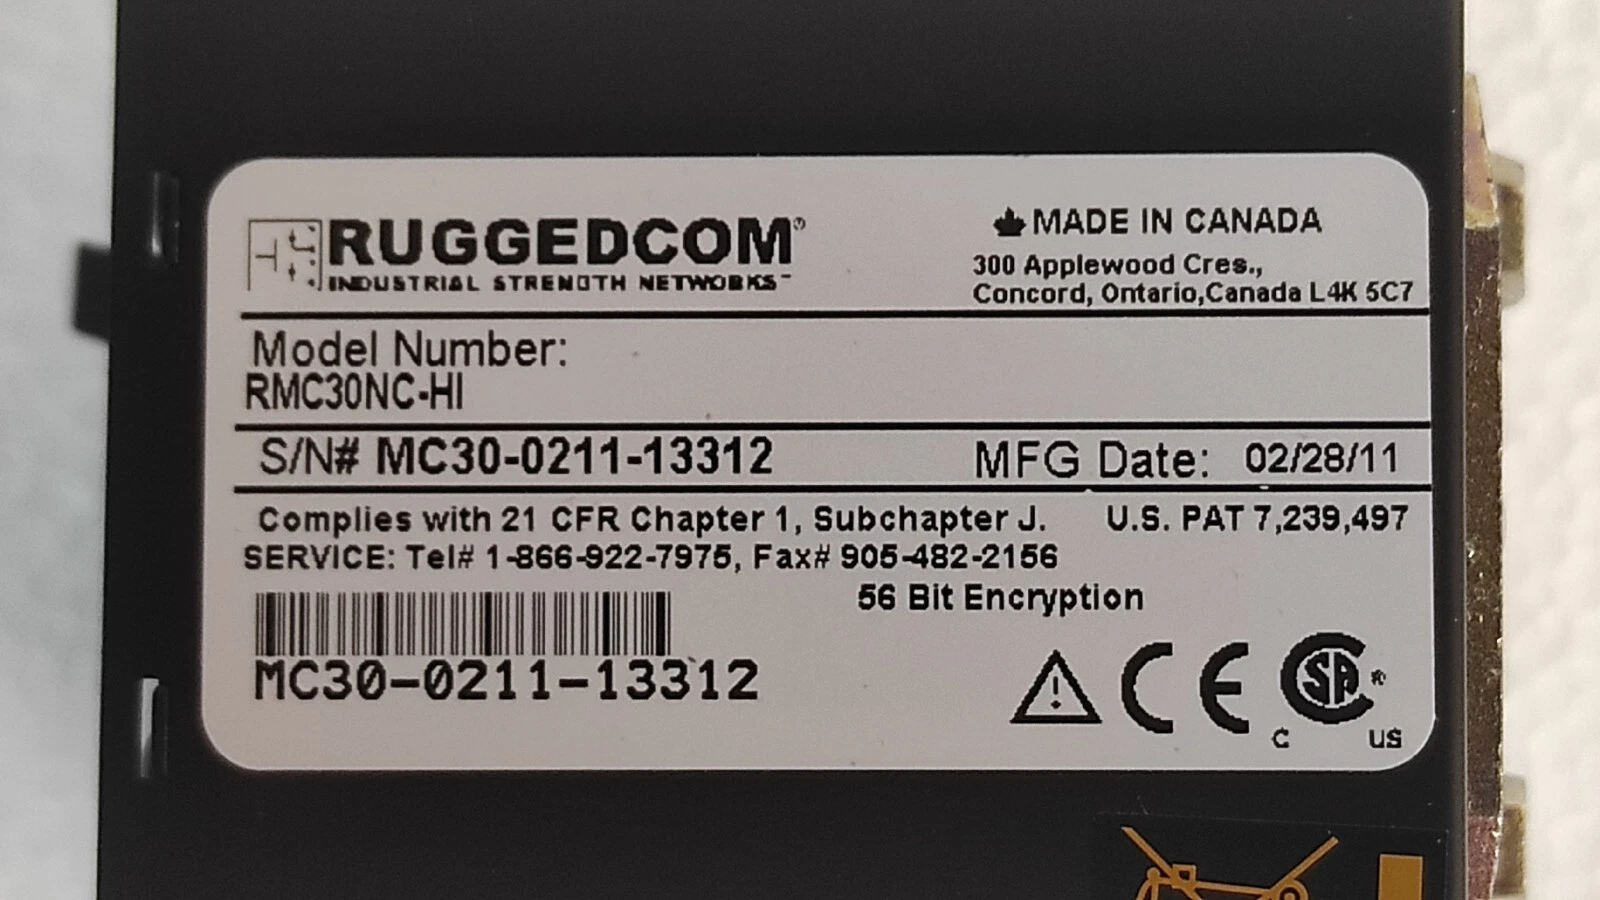 RUGGEDCOM®
INDUSTRIAL STRENGTH NETWORKS™
MADE IN CANADA
300 Applewood Cres.,
Concord, Ontario,Canada L4K 5C7
Model Number:
RMC30NC-HI
S/N# MC30-0211-13312 MFG Date: 02/28/11
Complies with 21 CFR Chapter 1, Subchapter J. U.S. PAT 7,239,497
SERVICE: Tel# 1-866-922-7975, Fax# 905-482-2156
56 Bit Encryption
MC30-0211-13312
CE SA ®
C US